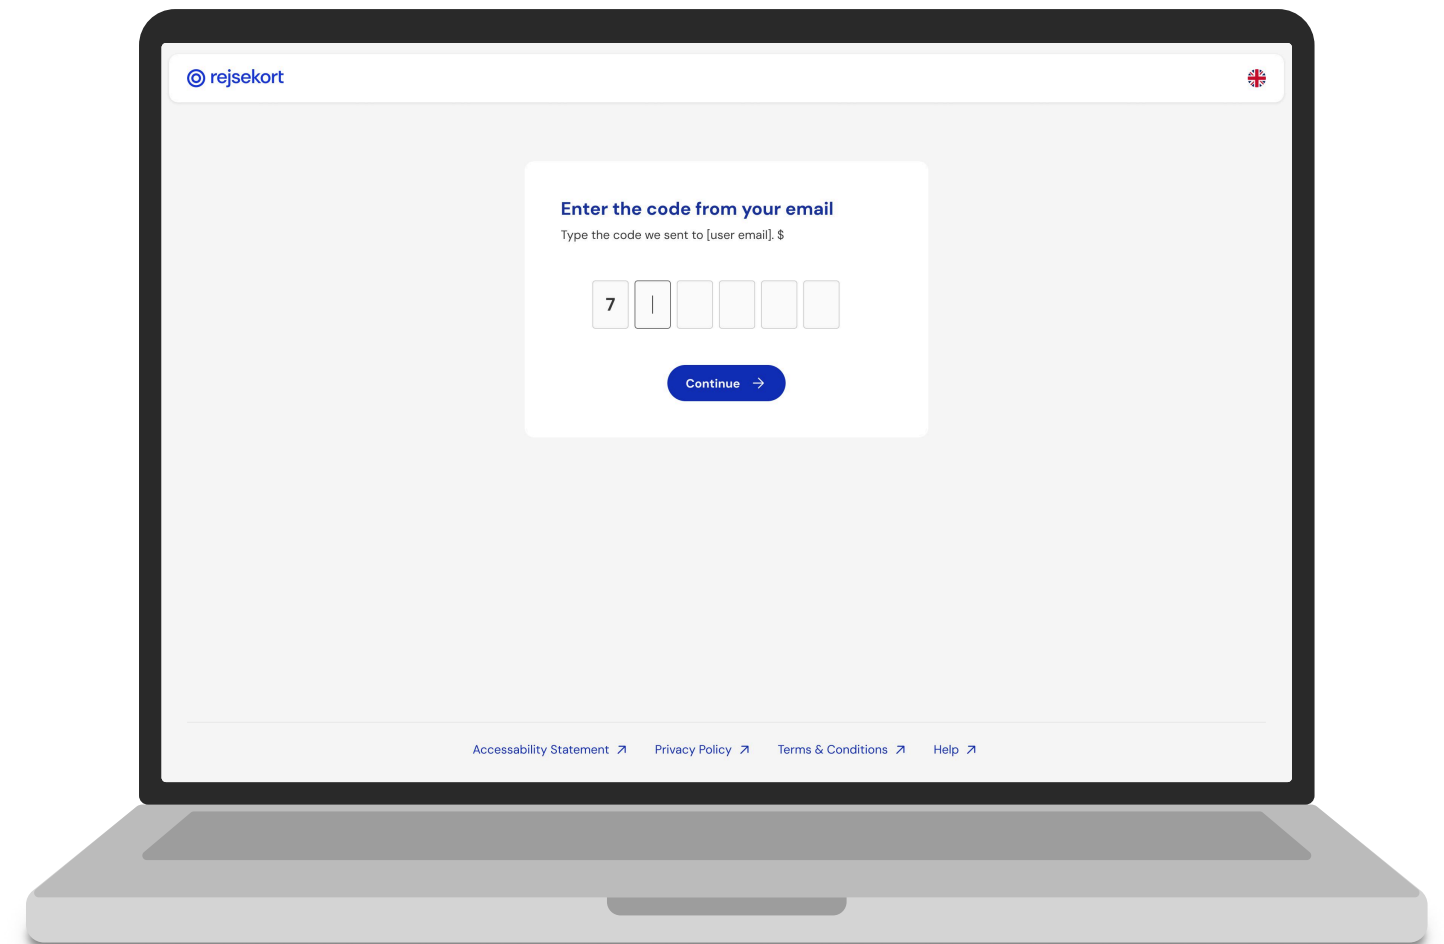 rejsekort
Enter the code from your email
Type the code we sent to [user email]. $
7
Continue
Accessability Statement
Privacy Policy
Terms & Conditions
Help